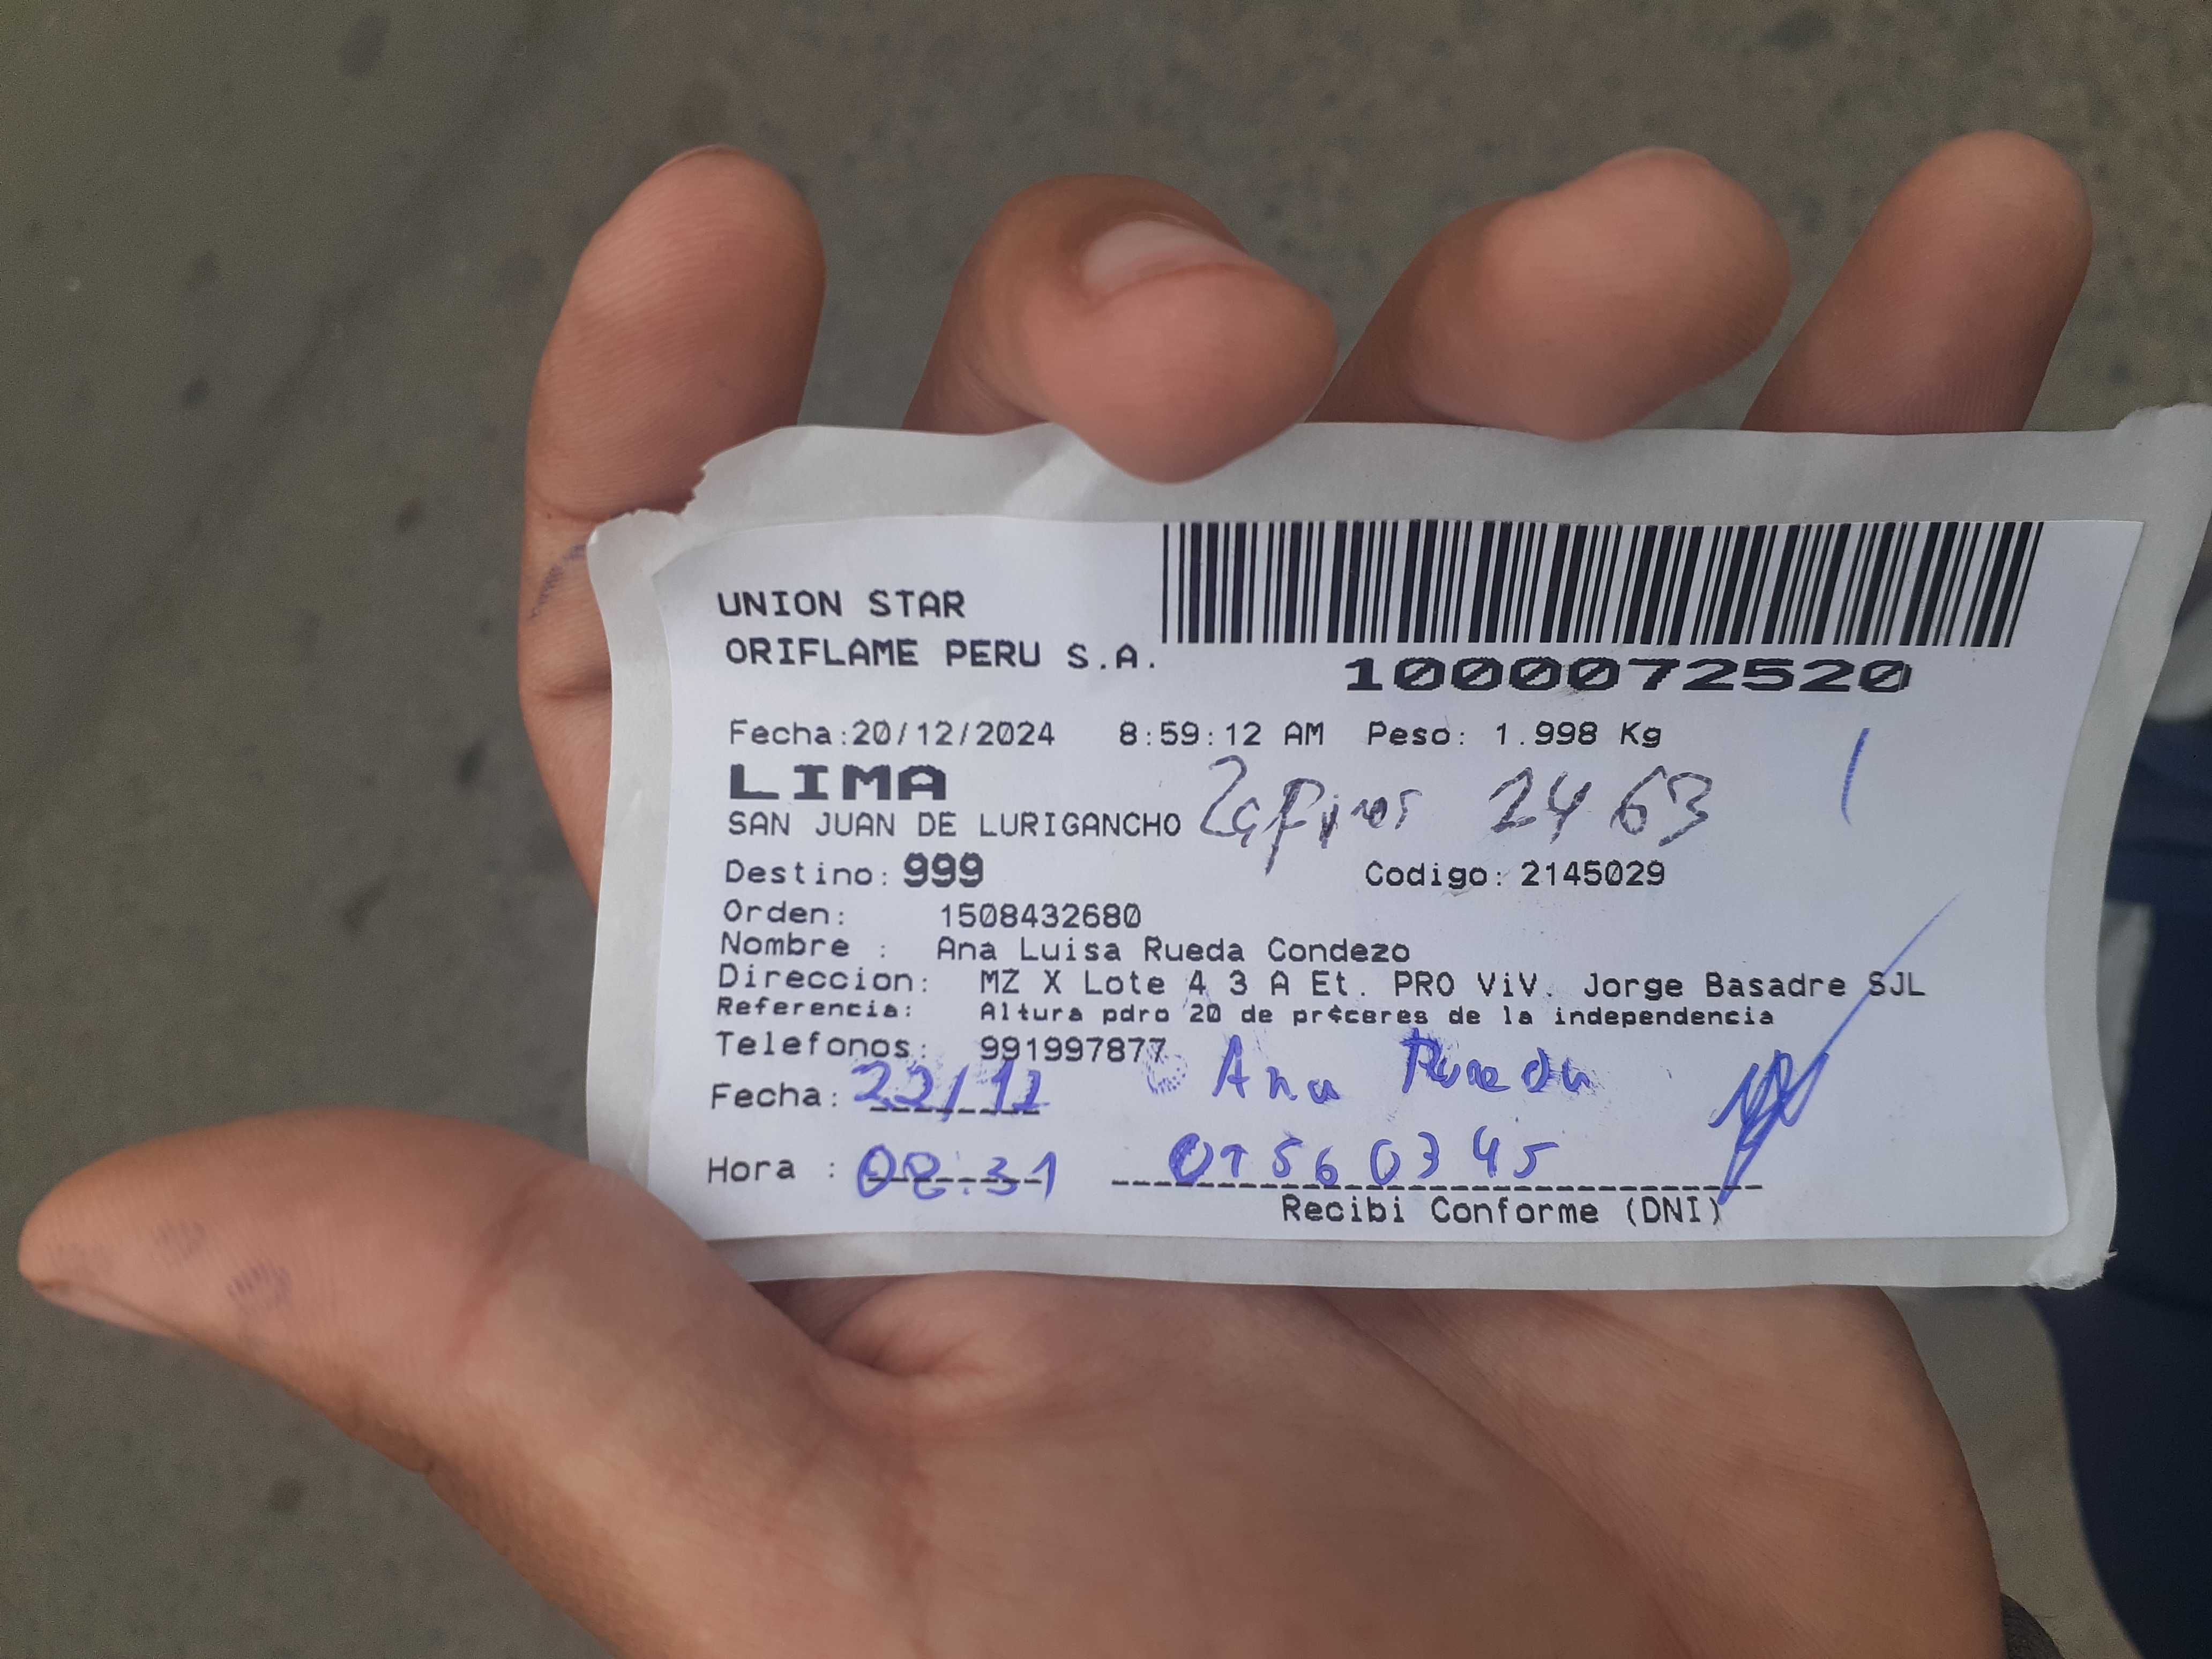 UNION STAR
ORIFLAME PERU S.A.
1000072520
Fecha:20/12/2024 8:59:12 AM Peso: 1.998 Kg
LIMA
SAN JUAN DE LURIGANCHO Zafiros 2463
Destino: 999 Codigo: 2145029
Orden: 1508432680
Nombre : Ana Luisa Rueda Condezo
Direccion: MZ X Lote 4 3 A Et. PRO ViV. Jorge Basadre SJL
Referencia: Altura pdro 20 de pr¢ceres de la independencia
Telefonos: 991997877
Fecha: 22/12 Ana Rueda
Hora : 08:31 07560345
Recibi Conforme (DNI)